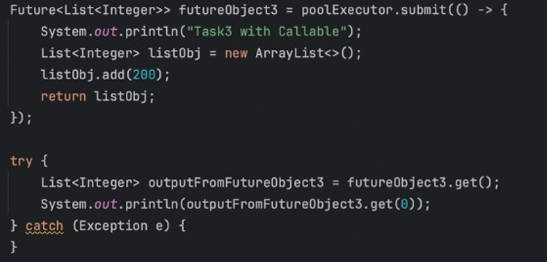 Future<List<Integer>> futureObject3 = poolExecutor.submit(() -> {
    System.out.println("Task3 with Callable");
    List<Integer> listObj = new ArrayList<>();
    listObj.add(200);
    return listObj;
});

try {
    List<Integer> outputFromFutureObject3 = futureObject3.get();
    System.out.println(outputFromFutureObject3.get(0));
} catch (Exception e) {
}